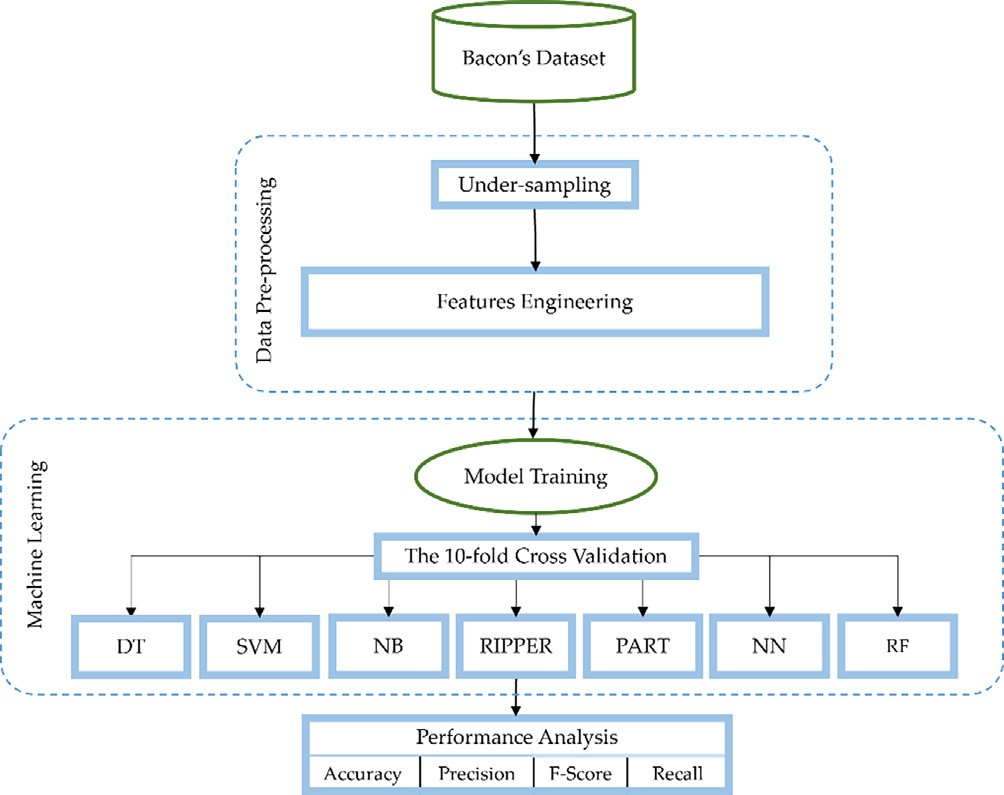 Bacon's Dataset
Data Pre-processing
Under-sampling
Features Engineering
Machine Learning
Model Training
The 10-fold Cross Validation
DT
SVM
NB
RIPPER
PART
NN
RF
Performance Analysis
Accuracy
Precision
F-Score
Recall